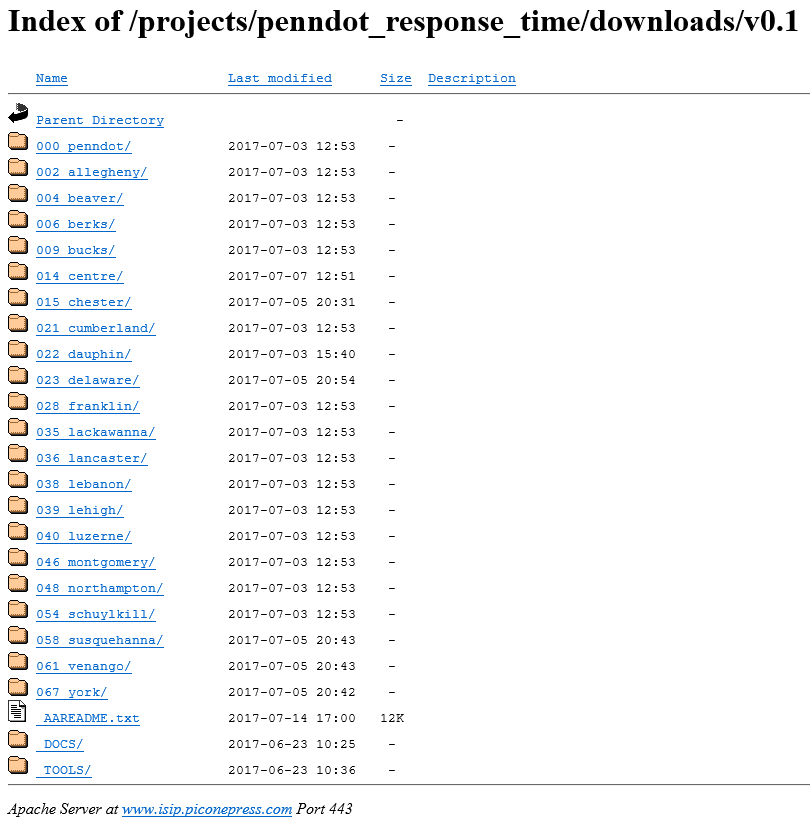 Index of /projects/penndot_response_time/downloads/v0.1
Name Last modified Size Description
Parent Directory -
000_penndot/ 2017-07-03 12:53 -
002_allegheny/ 2017-07-03 12:53 -
004_beaver/ 2017-07-03 12:53 -
006_berks/ 2017-07-03 12:53 -
009_bucks/ 2017-07-03 12:53 -
014_centre/ 2017-07-07 12:51 -
015_chester/ 2017-07-05 20:31 -
021_cumberland/ 2017-07-03 12:53 -
022_dauphin/ 2017-07-03 15:40 -
023_delaware/ 2017-07-05 20:54 -
028_franklin/ 2017-07-03 12:53 -
035_lackawanna/ 2017-07-03 12:53 -
036_lancaster/ 2017-07-03 12:53 -
038_lebanon/ 2017-07-03 12:53 -
039_lehigh/ 2017-07-03 12:53 -
040_luzerne/ 2017-07-03 12:53 -
046_montgomery/ 2017-07-03 12:53 -
048_northampton/ 2017-07-03 12:53 -
054_schuylkill/ 2017-07-03 12:53 -
058_susquehanna/ 2017-07-05 20:43 -
061_venango/ 2017-07-05 20:43 -
067_york/ 2017-07-05 20:42 -
_AAREADME.txt 2017-07-14 17:00 12K
_DOCS/ 2017-06-23 10:25 -
_TOOLS/ 2017-06-23 10:36 -
Apache Server at www.isip.piconepress.com Port 443